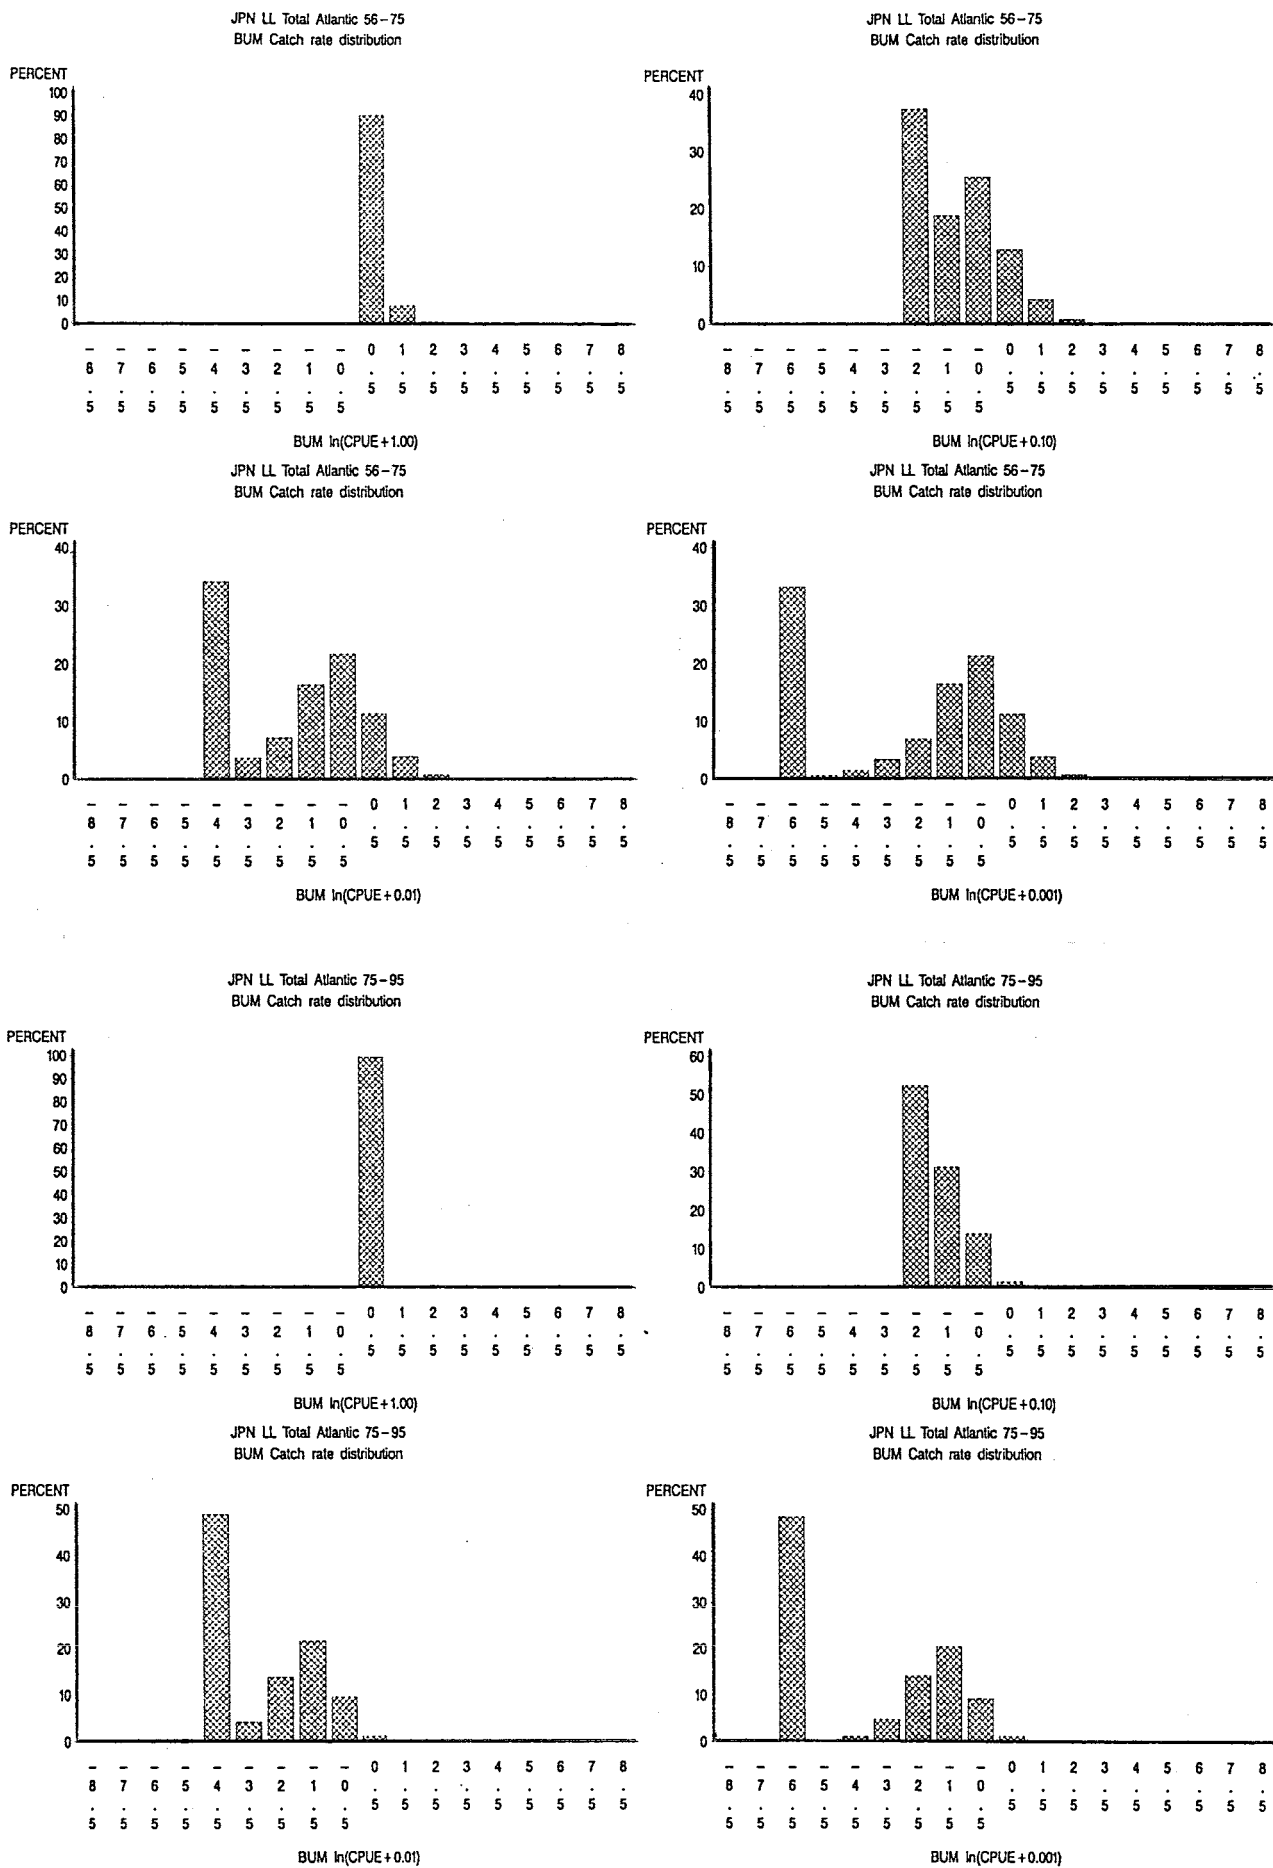 JPN LL Total Atlantic 56-75
BUM Catch rate distribution
PERCENT
100
90
80
70
60
50
40
30
20
10
0
-8.5 -7.5 -6.5 -5.5 -4.5 -3.5 -2.5 -1.5 -0.5 0.5 1.5 2.5 3.5 4.5 5.5 6.5 7.5 8.5
BUM ln(CPUE+1.00)
JPN LL Total Atlantic 56-75
BUM Catch rate distribution
PERCENT
40
30
20
10
0
-8.5 -7.5 -6.5 -5.5 -4.5 -3.5 -2.5 -1.5 -0.5 0.5 1.5 2.5 3.5 4.5 5.5 6.5 7.5 8.5
BUM ln(CPUE+0.10)
JPN LL Total Atlantic 56-75
BUM Catch rate distribution
PERCENT
40
30
20
10
0
-8.5 -7.5 -6.5 -5.5 -4.5 -3.5 -2.5 -1.5 -0.5 0.5 1.5 2.5 3.5 4.5 5.5 6.5 7.5 8.5
BUM ln(CPUE+0.01)
JPN LL Total Atlantic 56-75
BUM Catch rate distribution
PERCENT
40
30
20
10
0
-8.5 -7.5 -6.5 -5.5 -4.5 -3.5 -2.5 -1.5 -0.5 0.5 1.5 2.5 3.5 4.5 5.5 6.5 7.5 8.5
BUM ln(CPUE+0.001)
JPN LL Total Atlantic 75-95
BUM Catch rate distribution
PERCENT
100
90
80
70
60
50
40
30
20
10
0
-8.5 -7.5 -6.5 -5.5 -4.5 -3.5 -2.5 -1.5 -0.5 0.5 1.5 2.5 3.5 4.5 5.5 6.5 7.5 8.5
BUM ln(CPUE+1.00)
JPN LL Total Atlantic 75-95
BUM Catch rate distribution
PERCENT
60
50
40
30
20
10
0
-8.5 -7.5 -6.5 -5.5 -4.5 -3.5 -2.5 -1.5 -0.5 0.5 1.5 2.5 3.5 4.5 5.5 6.5 7.5 8.5
BUM ln(CPUE+0.10)
JPN LL Total Atlantic 75-95
BUM Catch rate distribution
PERCENT
50
40
30
20
10
0
-8.5 -7.5 -6.5 -5.5 -4.5 -3.5 -2.5 -1.5 -0.5 0.5 1.5 2.5 3.5 4.5 5.5 6.5 7.5 8.5
BUM ln(CPUE+0.01)
JPN LL Total Atlantic 75-95
BUM Catch rate distribution
PERCENT
50
40
30
20
10
0
-8.5 -7.5 -6.5 -5.5 -4.5 -3.5 -2.5 -1.5 -0.5 0.5 1.5 2.5 3.5 4.5 5.5 6.5 7.5 8.5
BUM ln(CPUE+0.001)